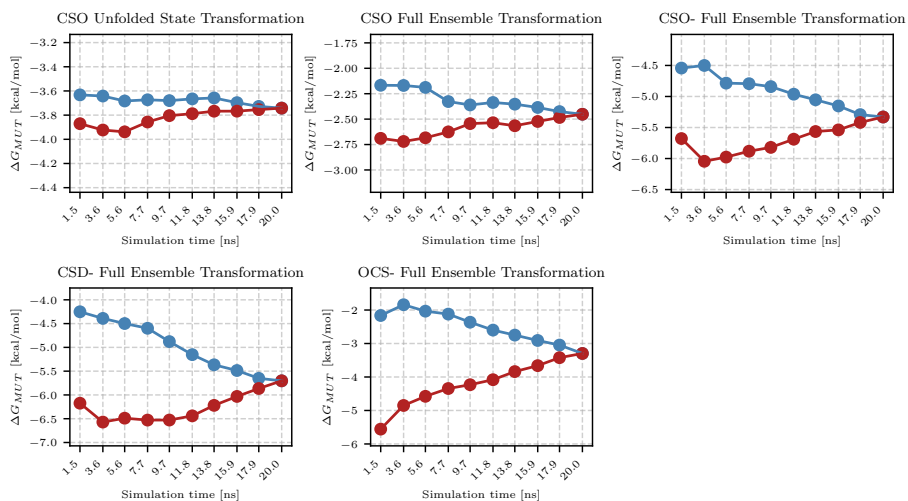 CSO Unfolded State Transformation
ΔG_MUT [kcal/mol]
−3.2
−3.4
−3.6
−3.8
−4.0
−4.2
−4.4
1.5 3.6 5.6 7.7 9.7 11.8 13.8 15.9 17.9 20.0
Simulation time [ns]
CSO Full Ensemble Transformation
ΔG_MUT [kcal/mol]
−1.75
−2.00
−2.25
−2.50
−2.75
−3.00
1.5 3.6 5.6 7.7 9.7 11.8 13.8 15.9 17.9 20.0
Simulation time [ns]
CSO- Full Ensemble Transformation
ΔG_MUT [kcal/mol]
−4.5
−5.0
−5.5
−6.0
−6.5
1.5 3.6 5.6 7.7 9.7 11.8 13.8 15.9 17.9 20.0
Simulation time [ns]
CSD- Full Ensemble Transformation
ΔG_MUT [kcal/mol]
−4.0
−4.5
−5.0
−5.5
−6.0
−6.5
−7.0
1.5 3.6 5.6 7.7 9.7 11.8 13.8 15.9 17.9 20.0
Simulation time [ns]
OCS- Full Ensemble Transformation
ΔG_MUT [kcal/mol]
−2
−3
−4
−5
−6
1.5 3.6 5.6 7.7 9.7 11.8 13.8 15.9 17.9 20.0
Simulation time [ns]